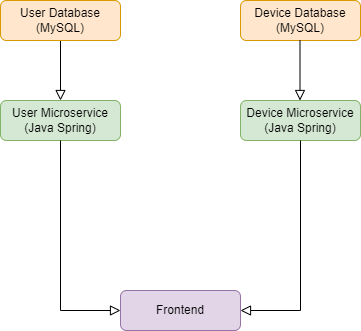 User Database
(MySQL)
Device Database
(MySQL)
User Microservice
(Java Spring)
Device Microservice
(Java Spring)
Frontend